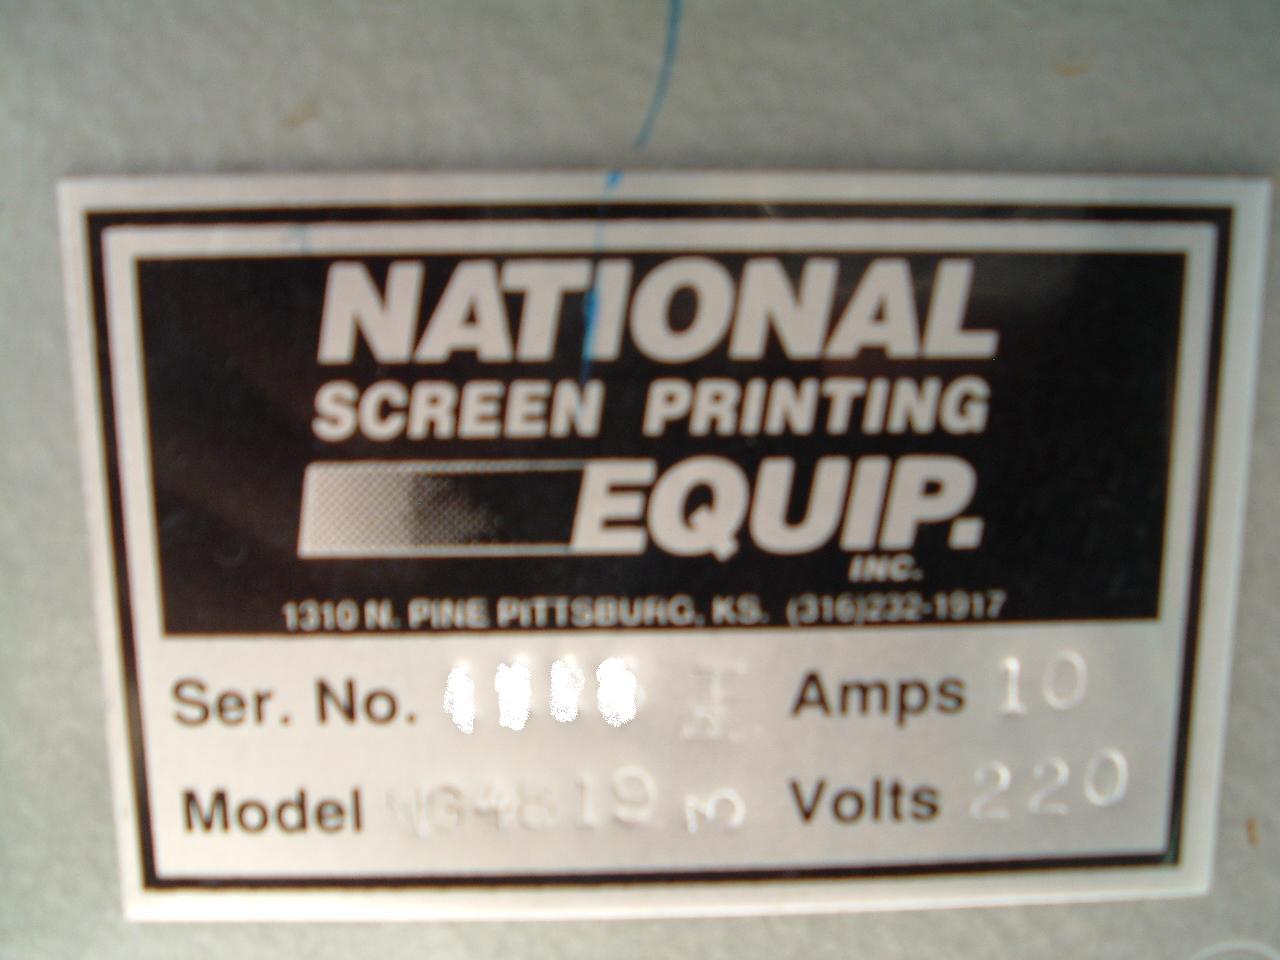 NATIONAL
SCREEN PRINTING
EQUIP.
INC.
1310 N. PINE PITTSBURG, KS. (316)232-1917
Ser. No. Amps 10
Model Volts 220